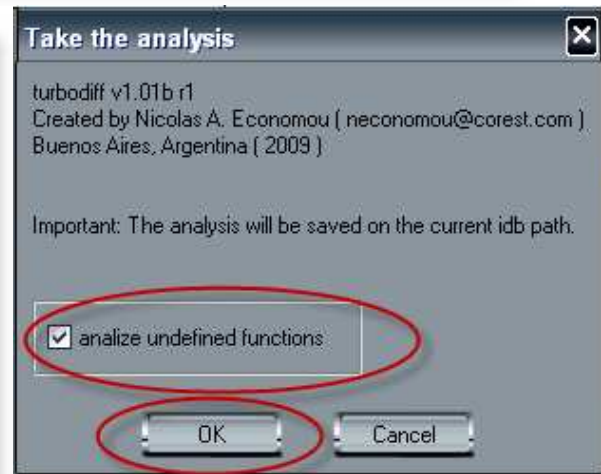 Take the analysis
turbodiff v1.01b r1
Created by Nicolas A. Economou ( neconomou@corest.com )
Buenos Aires, Argentina ( 2009 )
Important: The analysis will be saved on the current idb path.
analize undefined functions
OK
Cancel